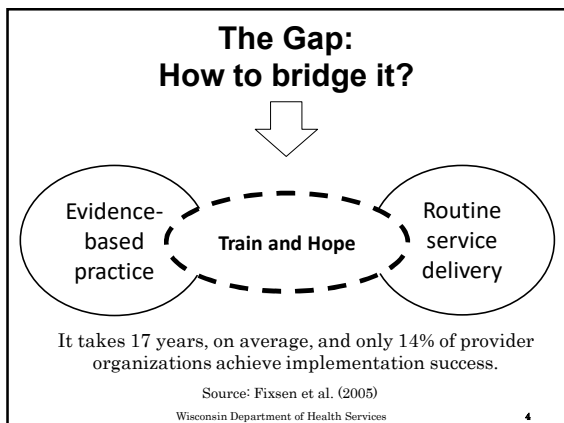 The Gap:
How to bridge it?
Evidence-
based
practice
Train and Hope
Routine
service
delivery
It takes 17 years, on average, and only 14% of provider
organizations achieve implementation success.
Source: Fixsen et al. (2005)
Wisconsin Department of Health Services
4